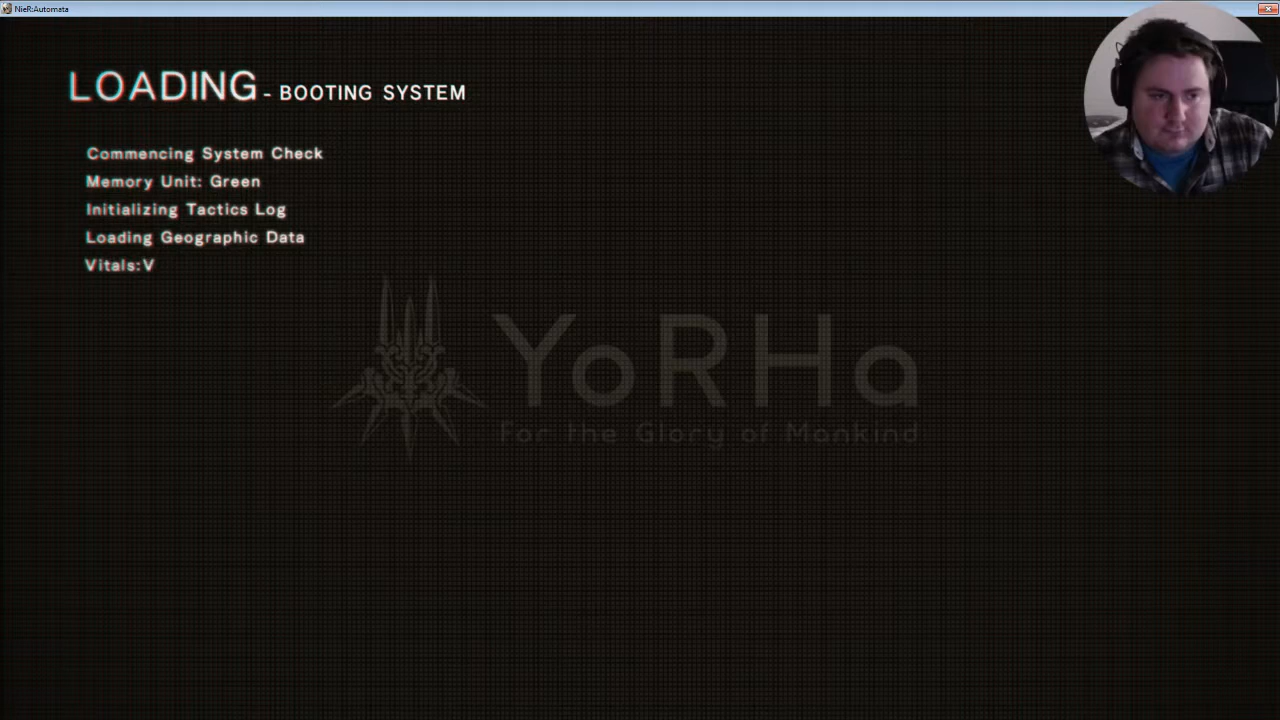 NieR:Automata
LOADING - BOOTING SYSTEM
Commencing System Check
Memory Unit: Green
Initializing Tactics Log
Loading Geographic Data
Vitals:V
YoRHa
For the Glory of Mankind